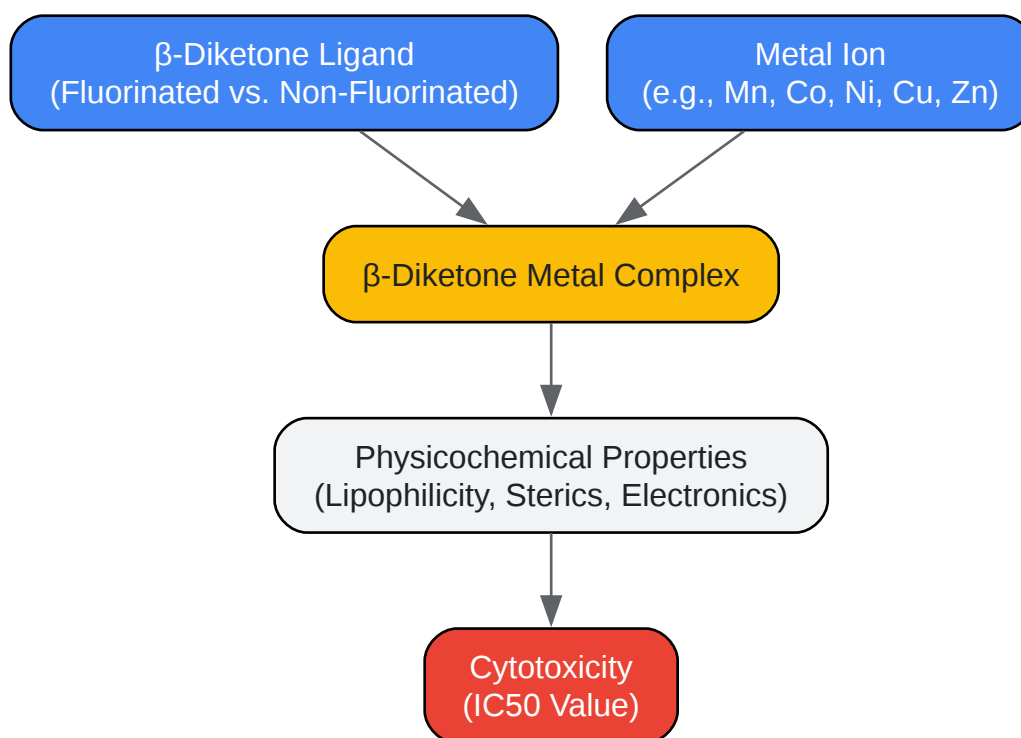 β-Diketone Ligand
(Fluorinated vs. Non-Fluorinated)
Metal Ion
(e.g., Mn, Co, Ni, Cu, Zn)
β-Diketone Metal Complex
Physicochemical Properties
(Lipophilicity, Sterics, Electronics)
Cytotoxicity
(IC50 Value)